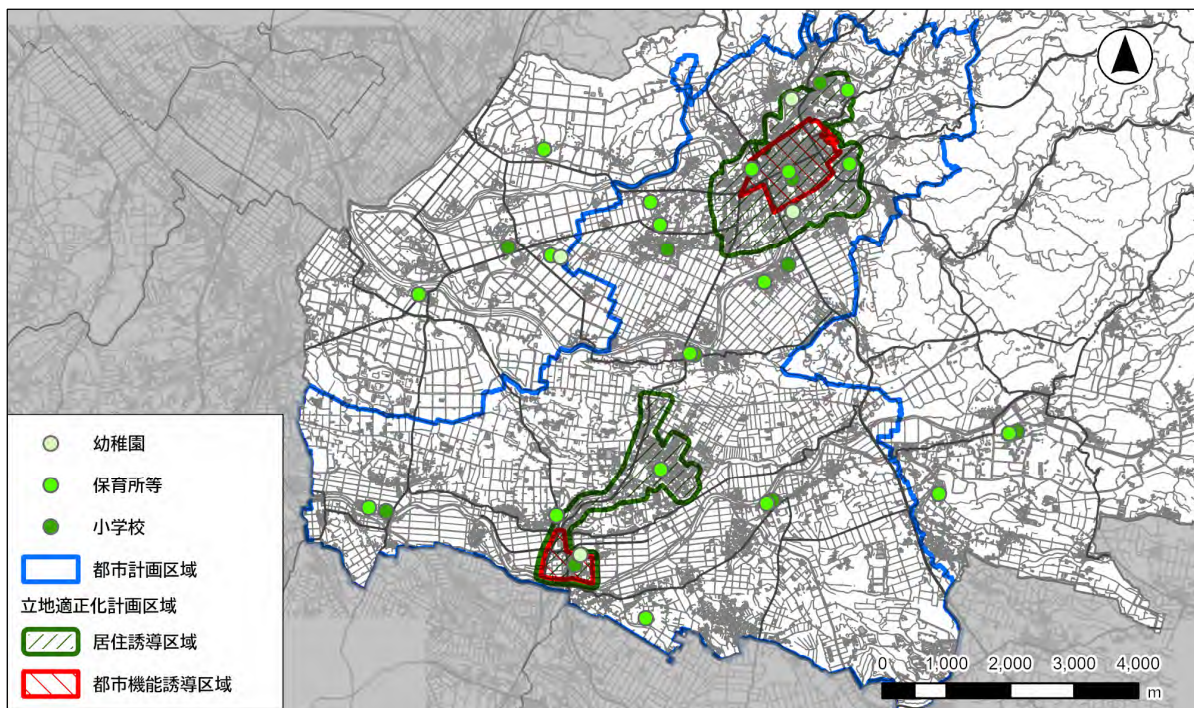 幼稚園
保育所等
小学校
都市計画区域
立地適正化計画区域
居住誘導区域
都市機能誘導区域
0 1,000 2,000 3,000 4,000
m